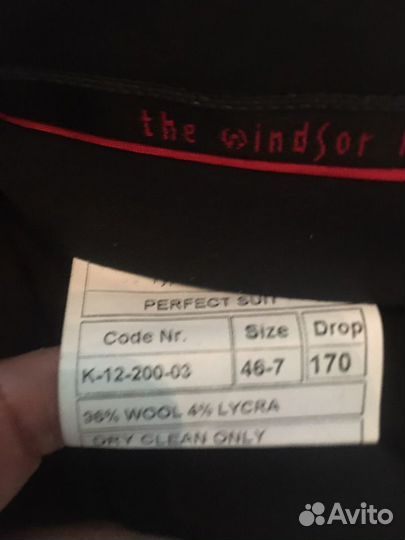 the windsor
PERFECT SUIT
Code Nr. Size Drop
K-12-200-03 46-7 170
96% WOOL 4% LYCRA
DRY CLEAN ONLY
Avito